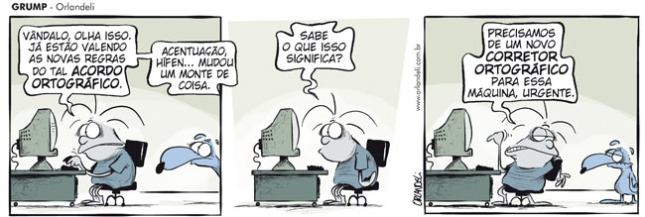 GRUMP - Orlandeli
VÂNDALO, OLHA ISSO.
JÁ ESTÃO VALENDO
AS NOVAS REGRAS
DO TAL ACORDO
ORTOGRÁFICO.
ACENTUAÇÃO,
HÍFEN... MUDOU
UM MONTE DE
COISA.
SABE
O QUE ISSO
SIGNIFICA?
www.orlandeli.com.br
PRECISAMOS
DE UM NOVO
CORRETOR
ORTOGRÁFICO
PARA ESSA
MÁQUINA, URGENTE.
ORLANDELI